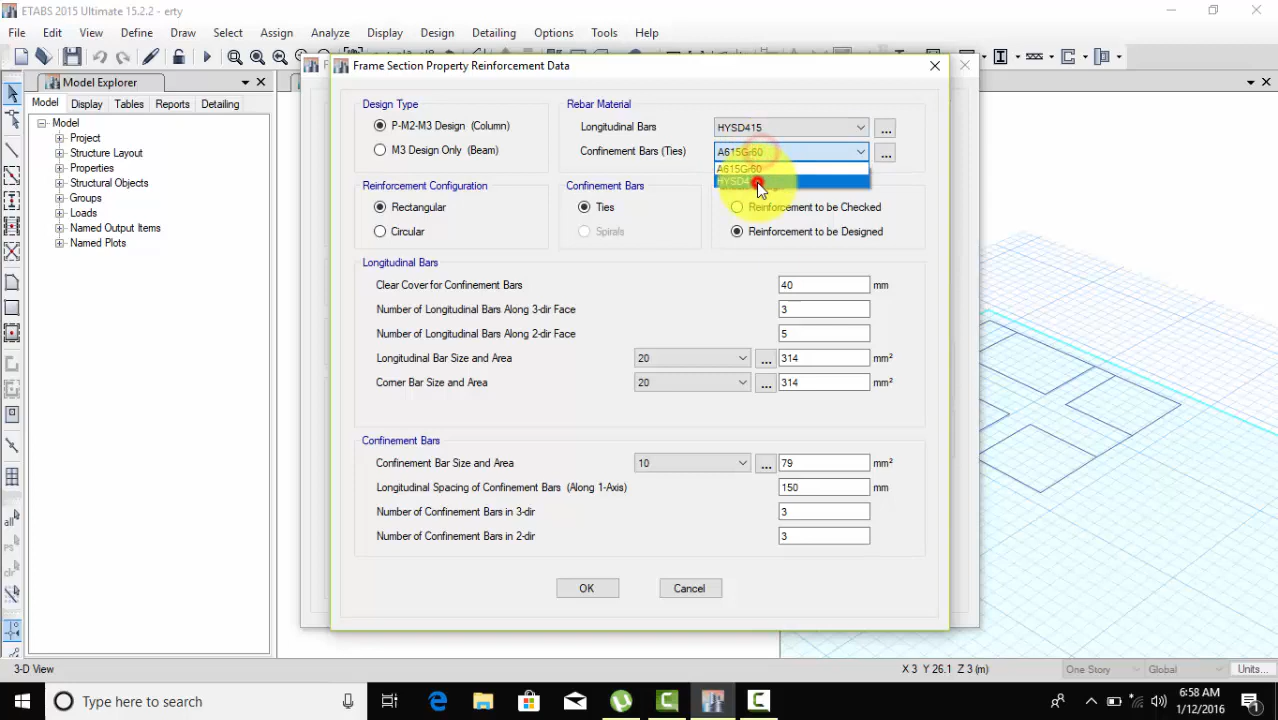 ETABS 2015 Ultimate 15.2.2 - erty
File Edit View Define Draw Select Assign Analyze Display Design Detailing Options Tools Help
Model Explorer
Model Display Tables Reports Detailing
Model
Project
Structure Layout
Properties
Structural Objects
Groups
Loads
Named Output Items
Named Plots
all
Frame Section Property Reinforcement Data
Design Type
P-M2-M3 Design (Column)
M3 Design Only (Beam)
Rebar Material
Longitudinal Bars HYSD415 ...
Confinement Bars (Ties) A615G-60 ...
A615G-60
Reinforcement Configuration
Rectangular
Circular
Confinement Bars
Ties
Spirals
Reinforcement to be Checked
Reinforcement to be Designed
Longitudinal Bars
Clear Cover for Confinement Bars 40 mm
Number of Longitudinal Bars Along 3-dir Face 3
Number of Longitudinal Bars Along 2-dir Face 5
Longitudinal Bar Size and Area 20 ... 314 mm²
Corner Bar Size and Area 20 ... 314 mm²
Confinement Bars
Confinement Bar Size and Area 10 ... 79 mm²
Longitudinal Spacing of Confinement Bars (Along 1-Axis) 150 mm
Number of Confinement Bars in 3-dir 3
Number of Confinement Bars in 2-dir 3
OK Cancel
3-D View X 3 Y 26.1 Z 3 (m) One Story Global Units...
Type here to search
6:58 AM
1/12/2016